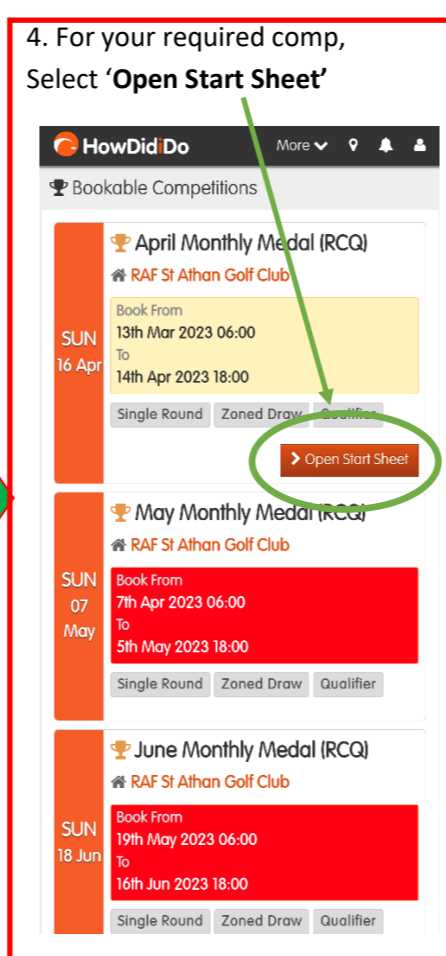 4. For your required comp,
Select ‘Open Start Sheet’
HowDidiDo More
Bookable Competitions
April Monthly Medal (RCQ)
RAF St Athan Golf Club
SUN
16 Apr
Book From
13th Mar 2023 06:00
To
14th Apr 2023 18:00
Single Round Zoned Draw Qualifier
Open Start Sheet
May Monthly Medal (RCQ)
RAF St Athan Golf Club
SUN
07
May
Book From
7th Apr 2023 06:00
To
5th May 2023 18:00
Single Round Zoned Draw Qualifier
June Monthly Medal (RCQ)
RAF St Athan Golf Club
SUN
18 Jun
Book From
19th May 2023 06:00
To
16th Jun 2023 18:00
Single Round Zoned Draw Qualifier